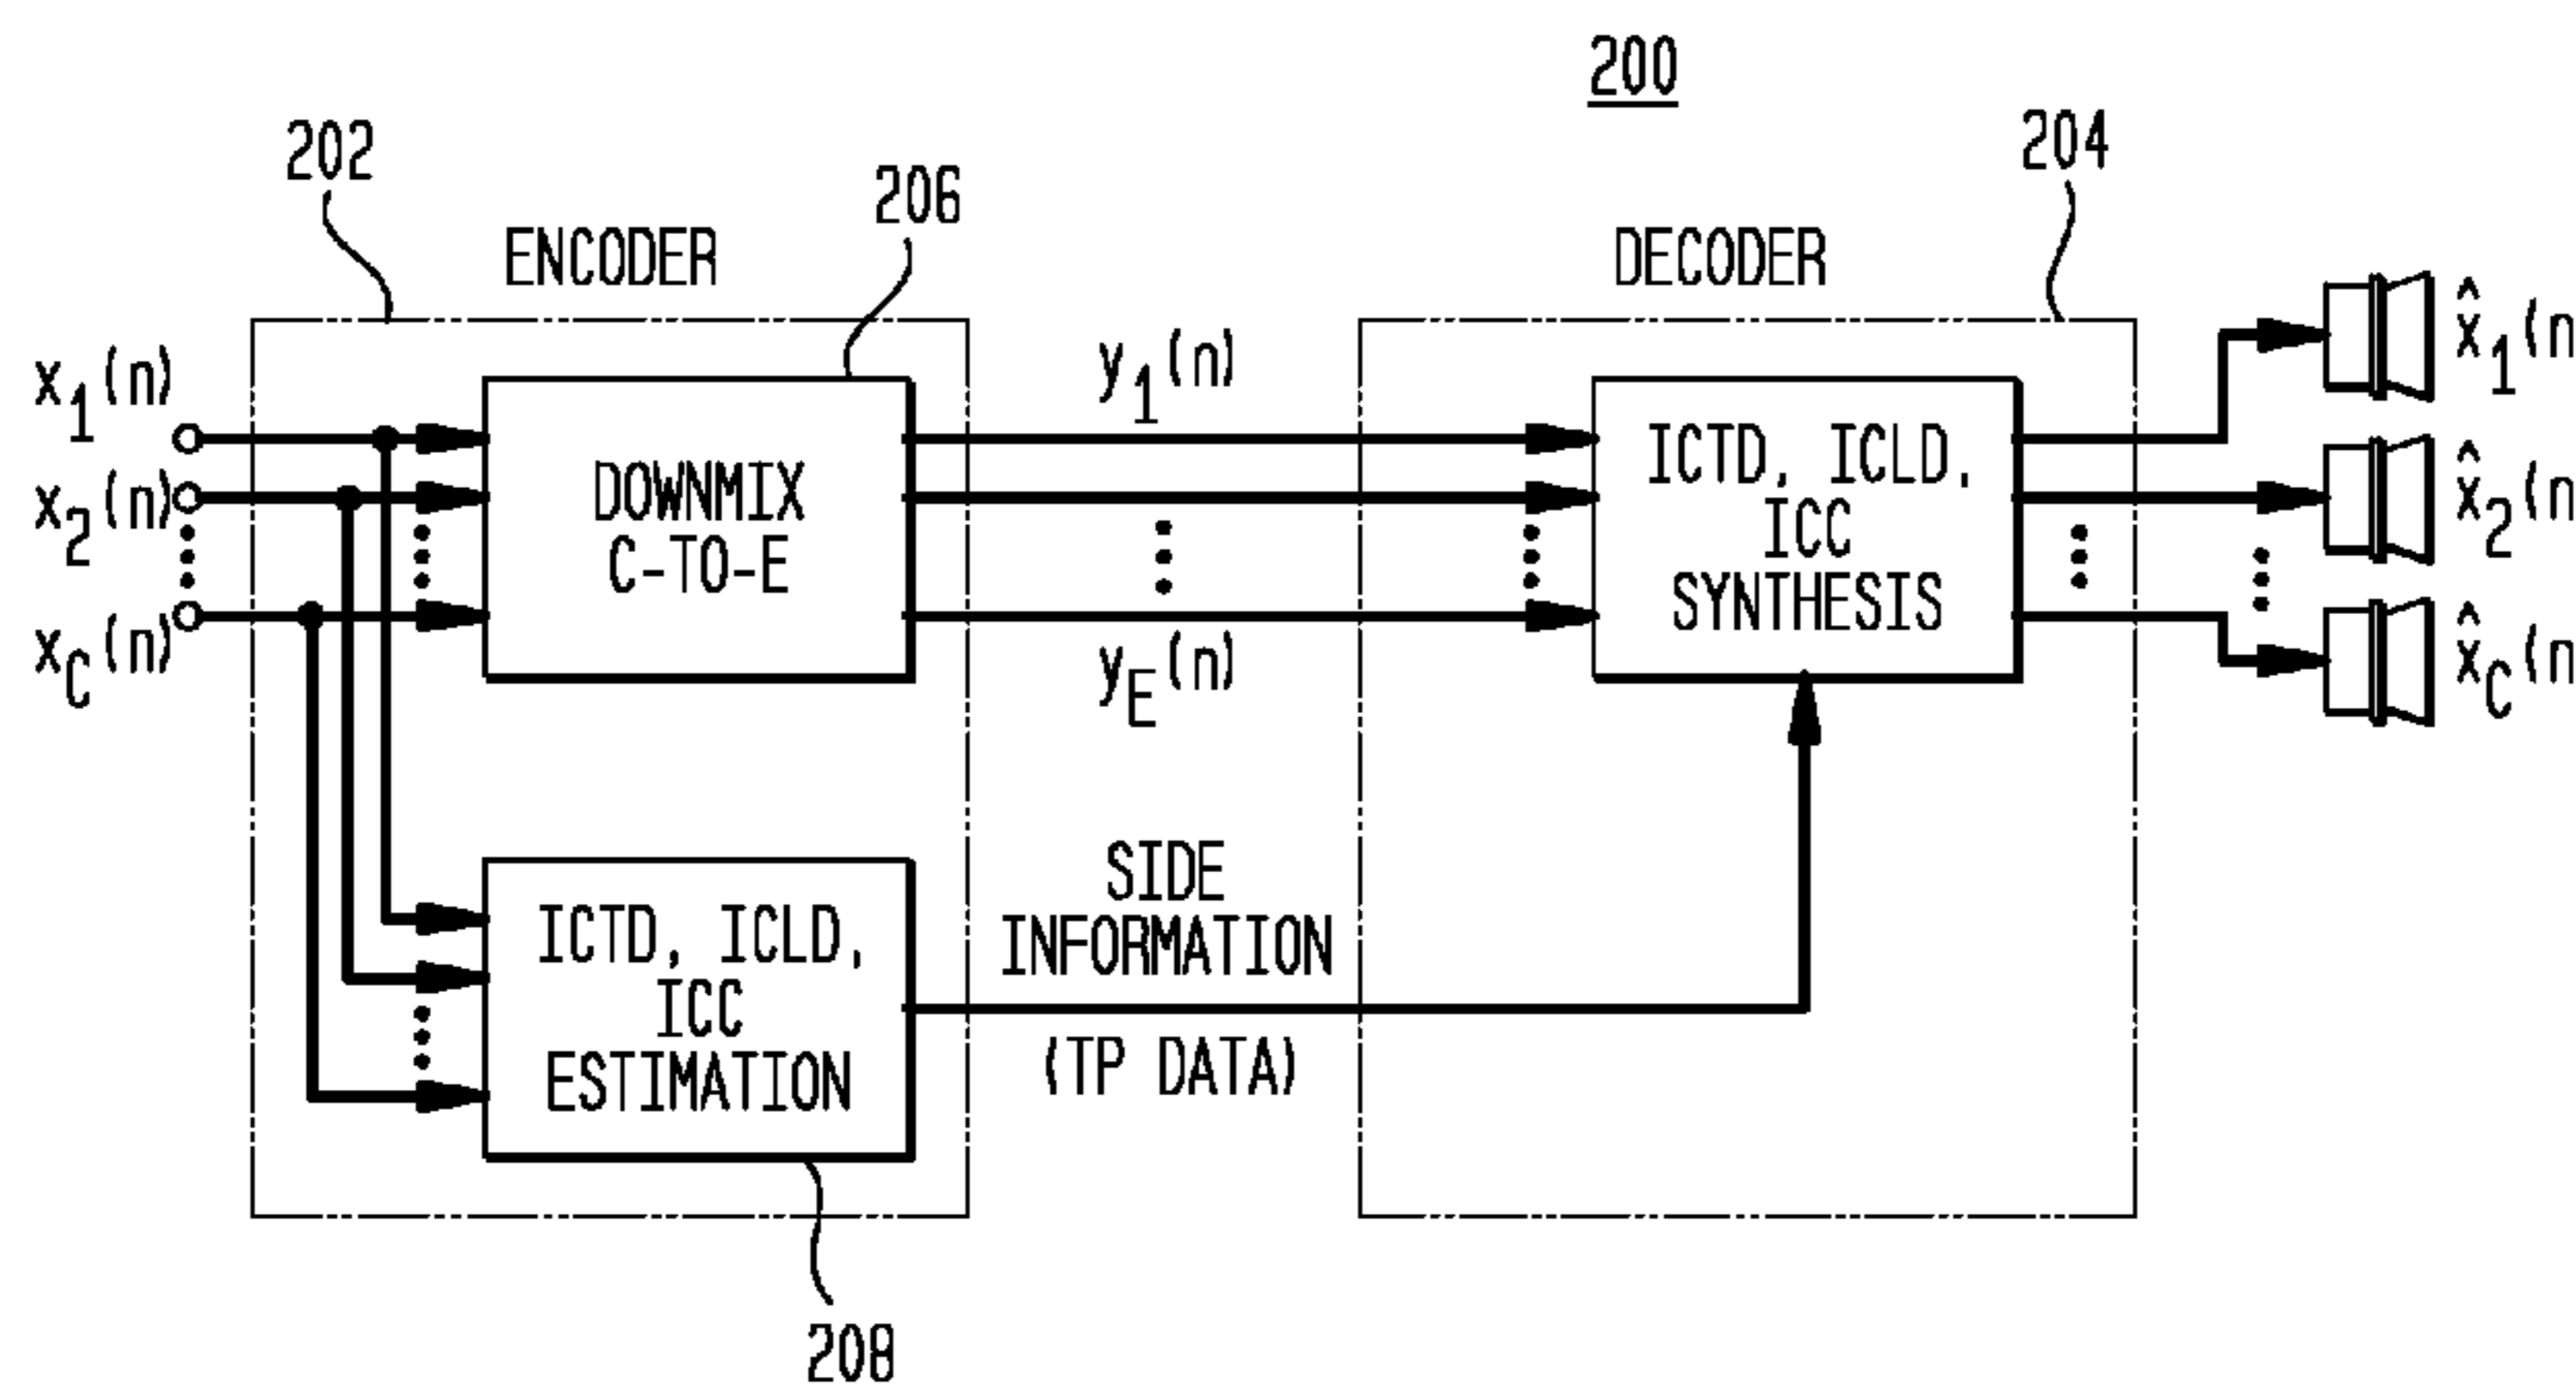 200
202
204
206
ENCODER
DECODER
x1(n)
x2(n)
xC(n)
DOWNMIX
C-TO-E
y1(n)
yE(n)
ICTD, ICLD,
ICC
SYNTHESIS
x̂1(n
x̂2(n
x̂C(n
ICTD, ICLD,
ICC
ESTIMATION
SIDE
INFORMATION
(TP DATA)
208